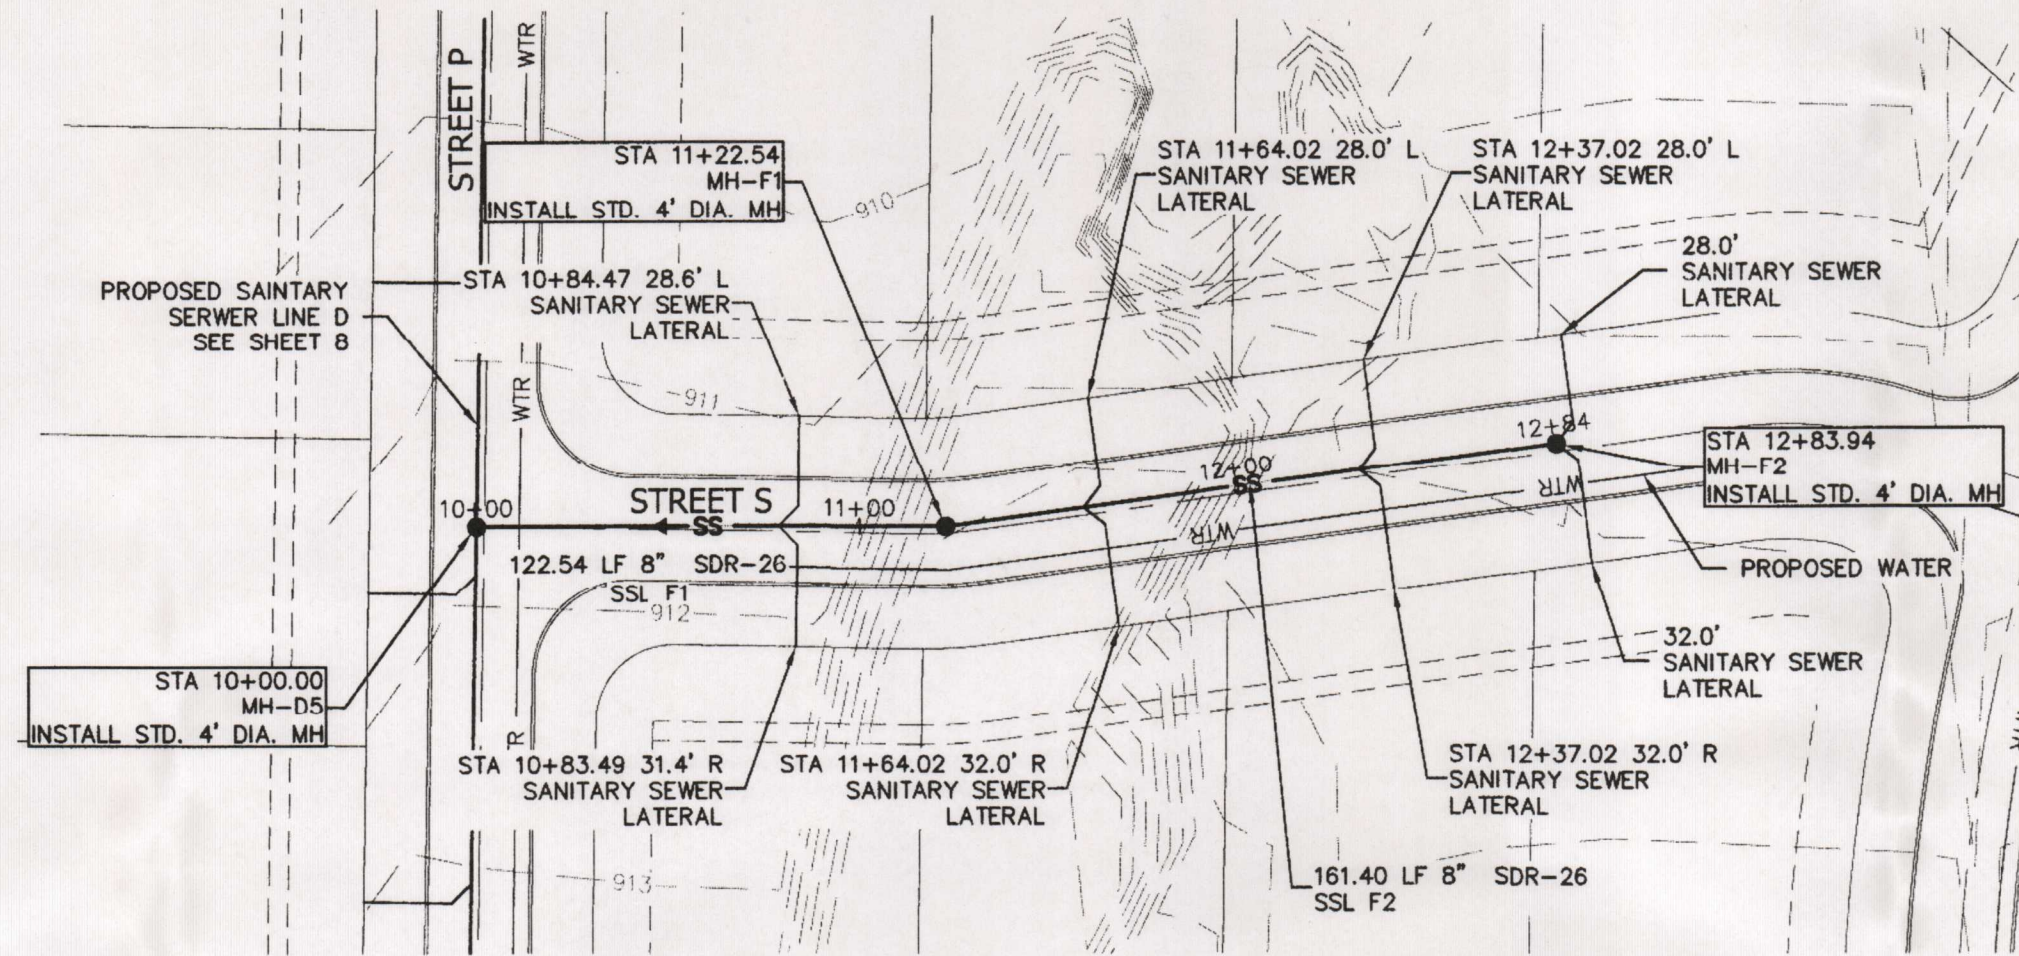 STREET P
WTR
STA 11+22.54
MH-F1
INSTALL STD. 4' DIA. MH
910
STA 11+64.02 28.0' L
SANITARY SEWER
LATERAL
STA 12+37.02 28.0' L
SANITARY SEWER
LATERAL
28.0'
SANITARY SEWER
LATERAL
PROPOSED SAINTARY
SERWER LINE D
SEE SHEET 8
STA 10+84.47 28.6' L
SANITARY SEWER
LATERAL
WTR
911
12+84
STA 12+83.94
MH-F2
INSTALL STD. 4' DIA. MH
12+00
SS
WTR
10+00
STREET S
SS
11+00
WTR
122.54 LF 8" SDR-26
SSL F1
912
PROPOSED WATER
32.0'
SANITARY SEWER
LATERAL
STA 10+00.00
MH-D5
INSTALL STD. 4' DIA. MH
R
STA 10+83.49 31.4' R
SANITARY SEWER
LATERAL
STA 11+64.02 32.0' R
SANITARY SEWER
LATERAL
STA 12+37.02 32.0' R
SANITARY SEWER
LATERAL
913
161.40 LF 8" SDR-26
SSL F2